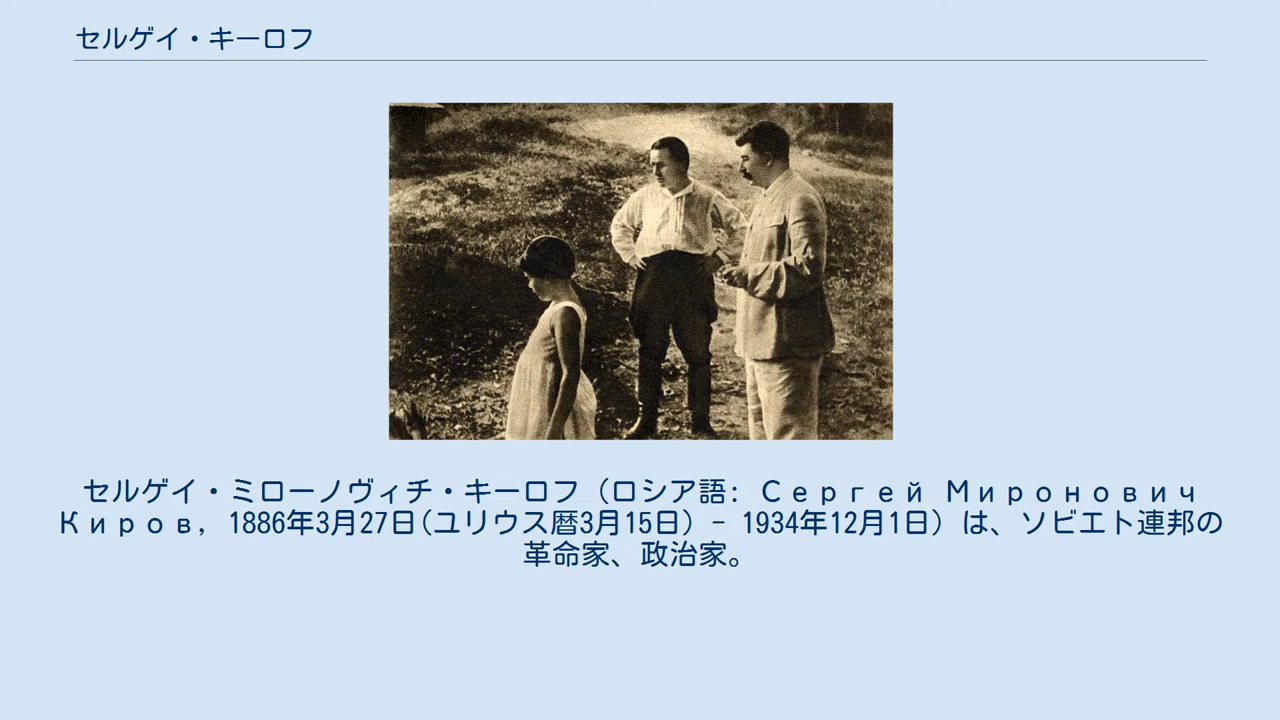 セルゲイ・キーロフ
セルゲイ・ミローノヴィチ・キーロフ（ロシア語: Сергей Миронович
Киров, 1886年3月27日(ユリウス暦3月15日) - 1934年12月1日）は、ソビエト連邦の
革命家、政治家。